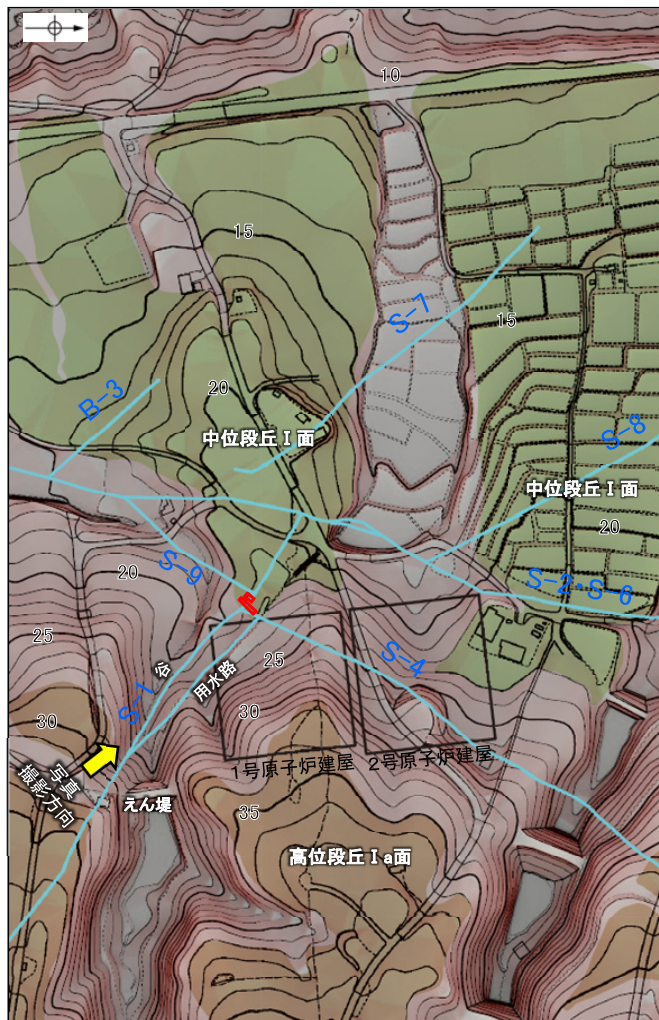 10
15
S-7
15
B-3
20
S-8
中位段丘Ⅰ面
中位段丘Ⅰ面
20
S-9
20
S-2・S-6
25
S-4
25
谷
用水路
S-1
30
30
1号原子炉建屋
2号原子炉建屋
写真
撮影方向
えん堤
35
高位段丘Ⅰa面